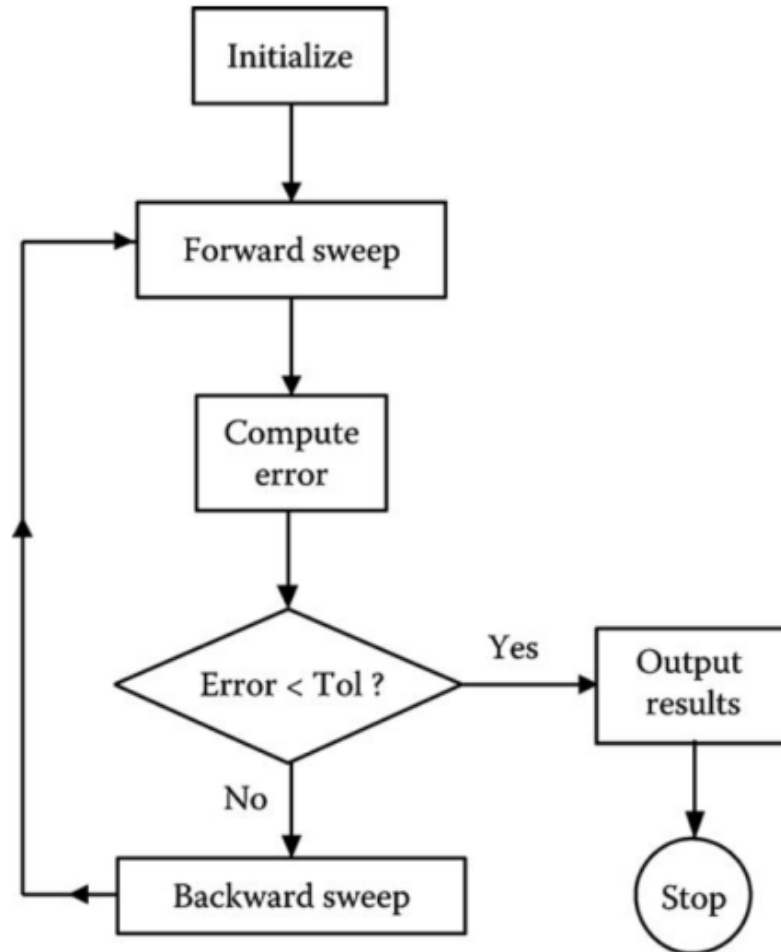 Initialize
Forward sweep
Compute
error
Error < Tol ?
Yes
Output
results
No
Backward sweep
Stop